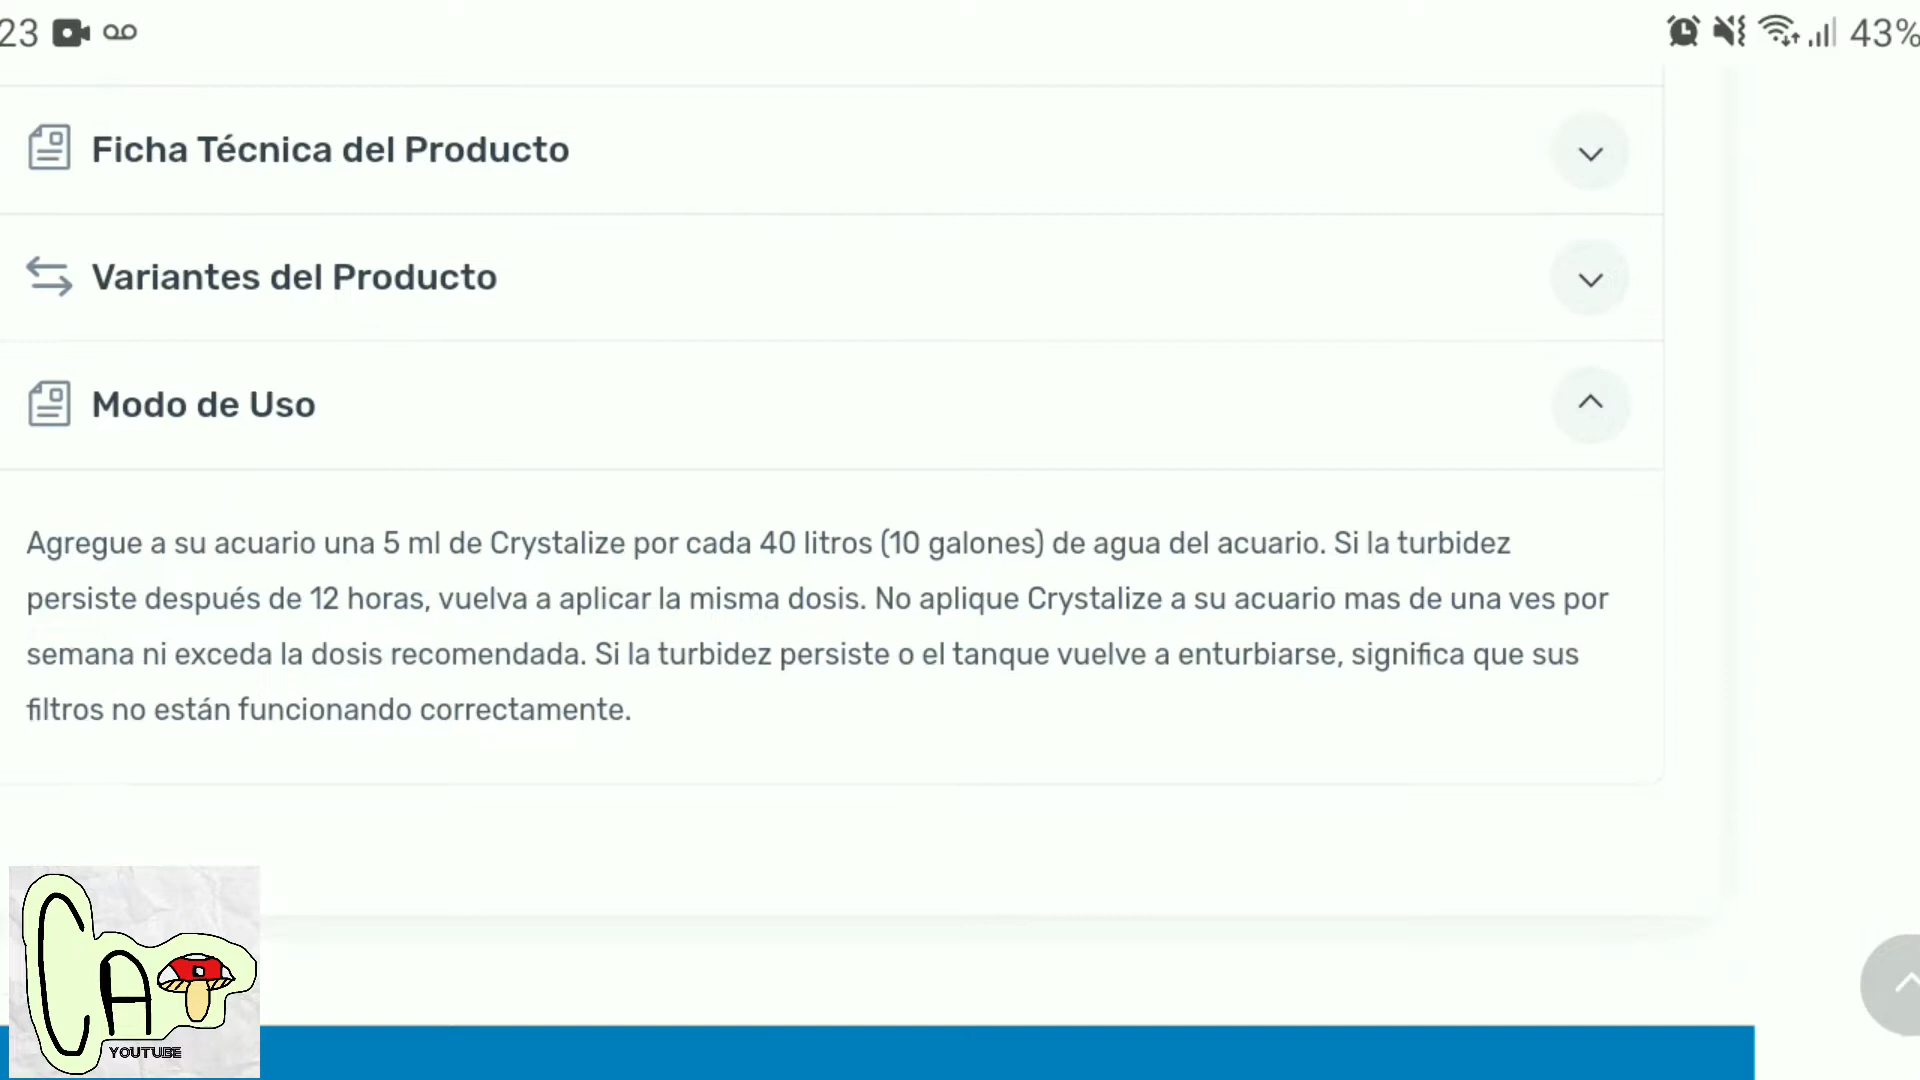 23 43%
Ficha Técnica del Producto
Variantes del Producto
Modo de Uso
Agregue a su acuario una 5 ml de Crystalize por cada 40 litros (10 galones) de agua del acuario. Si la turbidez
persiste después de 12 horas, vuelva a aplicar la misma dosis. No aplique Crystalize a su acuario mas de una ves por
semana ni exceda la dosis recomendada. Si la turbidez persiste o el tanque vuelve a enturbiarse, significa que sus
filtros no están funcionando correctamente.
CA
YOUTUBE